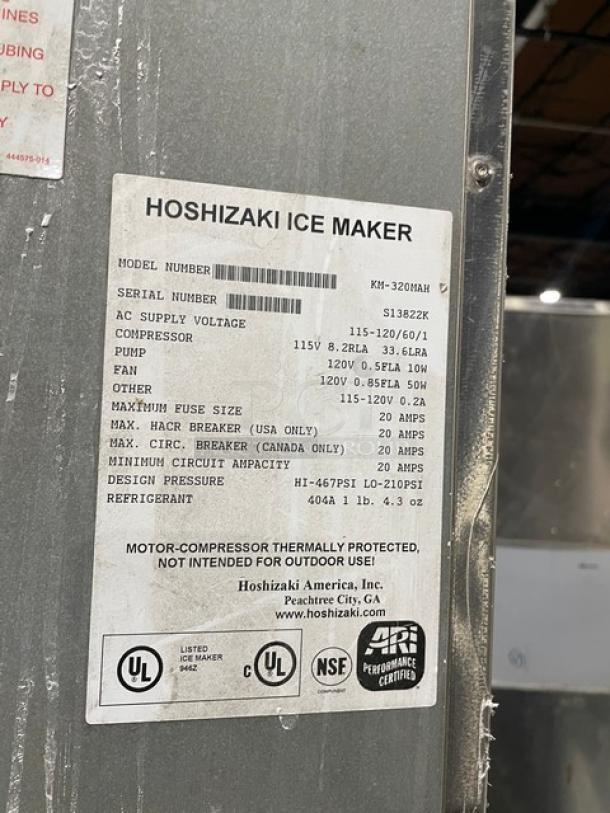 INES
UBING
PLY TO
Y
444575-014
HOSHIZAKI ICE MAKER
MODEL NUMBER KM-320MAH
SERIAL NUMBER S13822K
AC SUPPLY VOLTAGE 115-120/60/1
COMPRESSOR 115V 8.2RLA 33.6LRA
PUMP 120V 0.5FLA 10W
FAN 120V 0.85FLA 50W
OTHER 115-120V 0.2A
MAXIMUM FUSE SIZE 20 AMPS
MAX. HACR BREAKER (USA ONLY) 20 AMPS
MAX. CIRC. BREAKER (CANADA ONLY) 20 AMPS
MINIMUM CIRCUIT AMPACITY 20 AMPS
DESIGN PRESSURE HI-467PSI LO-210PSI
REFRIGERANT 404A 1 lb. 4.3 oz
MOTOR-COMPRESSOR THERMALLY PROTECTED,
NOT INTENDED FOR OUTDOOR USE!
Hoshizaki America, Inc.
Peachtree City, GA
www.hoshizaki.com
UL ®
LISTED
ICE MAKER
946Z
C UL ®
NSF
COMPONENT
ARI
PERFORMANCE
CERTIFIED